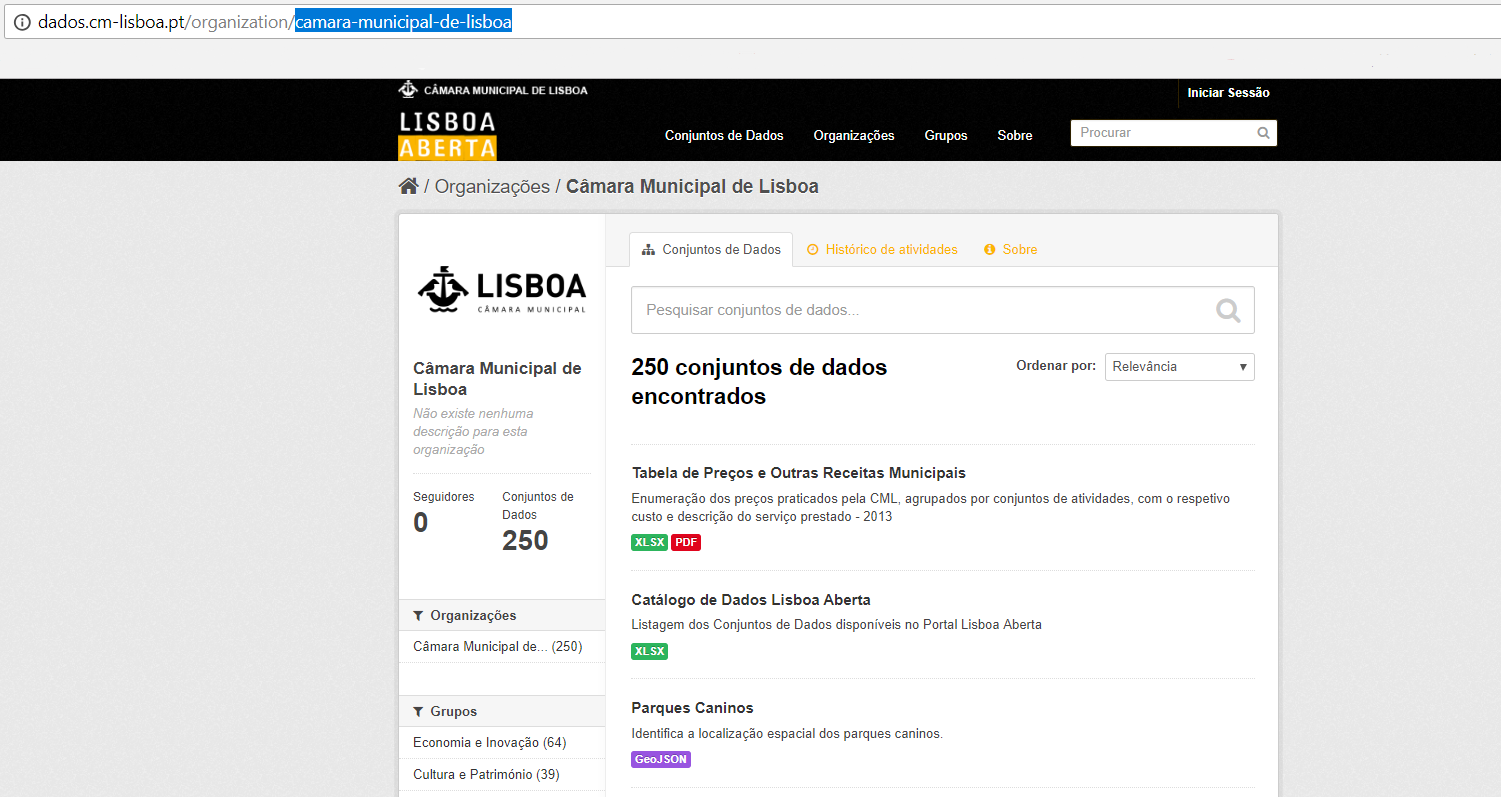 dados.cm-lisboa.pt/organization/camara-municipal-de-lisboa
CÂMARA MUNICIPAL DE LISBOA
Iniciar Sessão
LISBOA
ABERTA
Conjuntos de Dados Organizações Grupos Sobre Procurar
/ Organizações / Câmara Municipal de Lisboa
LISBOA
CÂMARA MUNICIPAL
Câmara Municipal de
Lisboa
Não existe nenhuma
descrição para esta
organização
Seguidores
0
Conjuntos de
Dados
250
Organizações
Câmara Municipal de... (250)
Grupos
Economia e Inovação (64)
Cultura e Património (39)
Conjuntos de Dados Histórico de atividades Sobre
Pesquisar conjuntos de dados...
250 conjuntos de dados
encontrados
Ordenar por: Relevância
Tabela de Preços e Outras Receitas Municipais
Enumeração dos preços praticados pela CML, agrupados por conjuntos de atividades, com o respetivo
custo e descrição do serviço prestado - 2013
XLSX PDF
Catálogo de Dados Lisboa Aberta
Listagem dos Conjuntos de Dados disponíveis no Portal Lisboa Aberta
XLSX
Parques Caninos
Identifica a localização espacial dos parques caninos.
GeoJSON